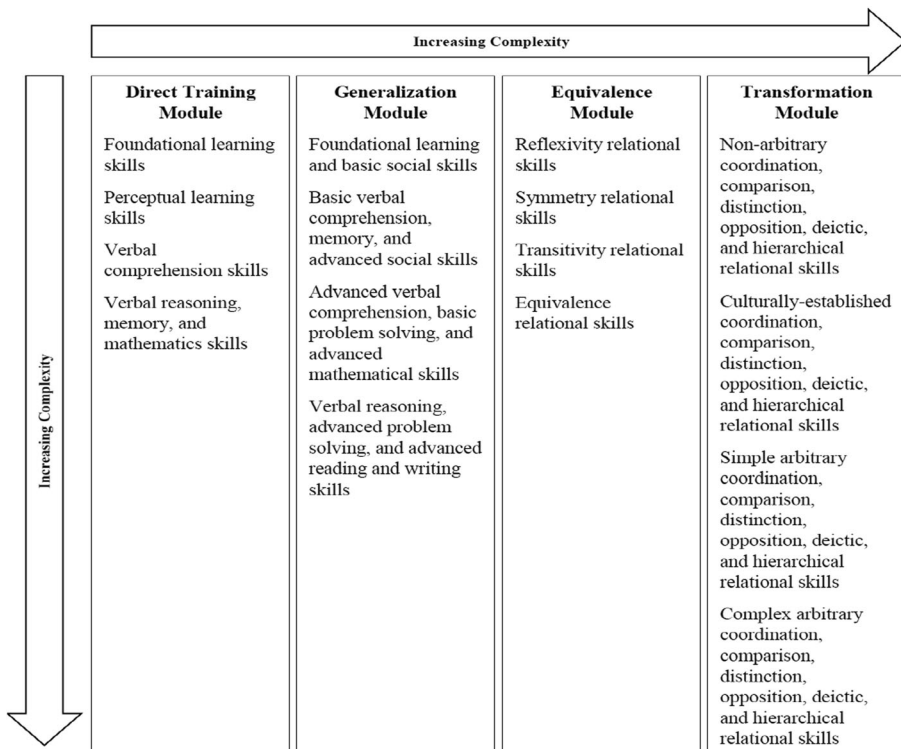 Increasing Complexity
Increasing Complexity
Direct Training
Module
Foundational learning
skills
Perceptual learning
skills
Verbal
comprehension skills
Verbal reasoning,
memory, and
mathematics skills
Generalization
Module
Foundational learning
and basic social skills
Basic verbal
comprehension,
memory, and
advanced social skills
Advanced verbal
comprehension, basic
problem solving, and
advanced
mathematical skills
Verbal reasoning,
advanced problem
solving, and advanced
reading and writing
skills
Equivalence
Module
Reflexivity relational
skills
Symmetry relational
skills
Transitivity relational
skills
Equivalence
relational skills
Transformation
Module
Non-arbitrary
coordination,
comparison,
distinction,
opposition, deictic,
and hierarchical
relational skills
Culturally-established
coordination,
comparison,
distinction,
opposition, deictic,
and hierarchical
relational skills
Simple arbitrary
coordination,
comparison,
distinction,
opposition, deictic,
and hierarchical
relational skills
Complex arbitrary
coordination,
comparison,
distinction,
opposition, deictic,
and hierarchical
relational skills